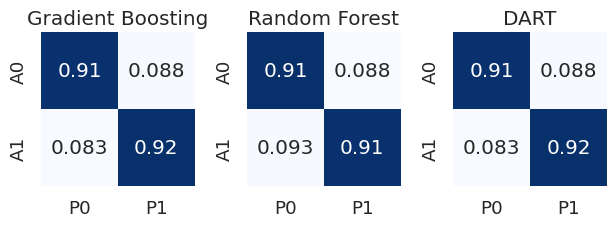 Gradient Boosting Random Forest DART
A0 0.91 0.088 A0 0.91 0.088 A0 0.91 0.088
A1 0.083 0.92 A1 0.093 0.91 A1 0.083 0.92
P0 P1 P0 P1 P0 P1